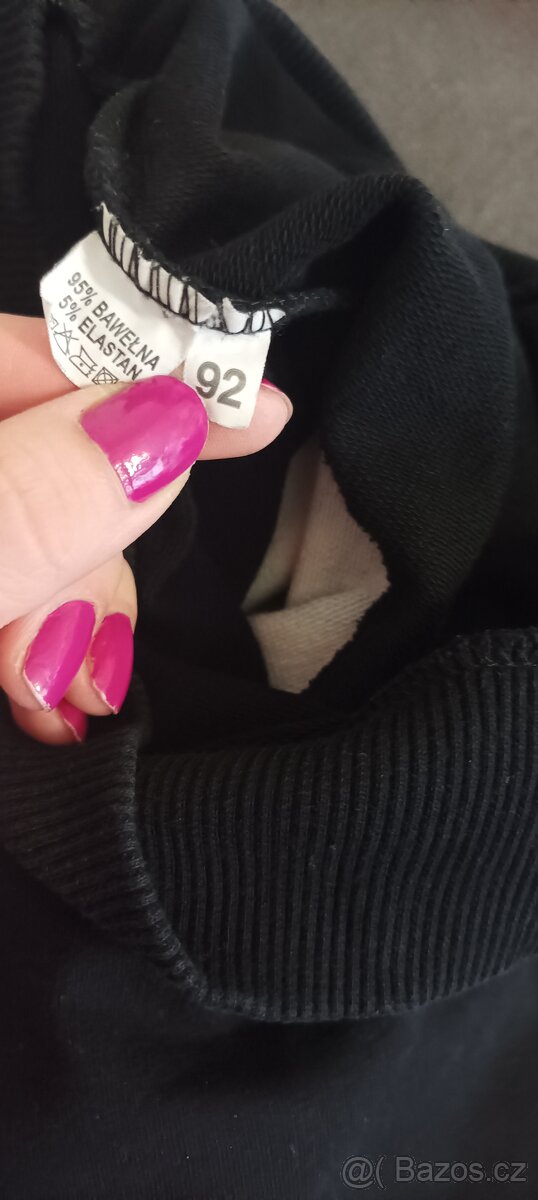 95% BAWEŁNA
5% ELASTAN
92
@( Bazos.cz